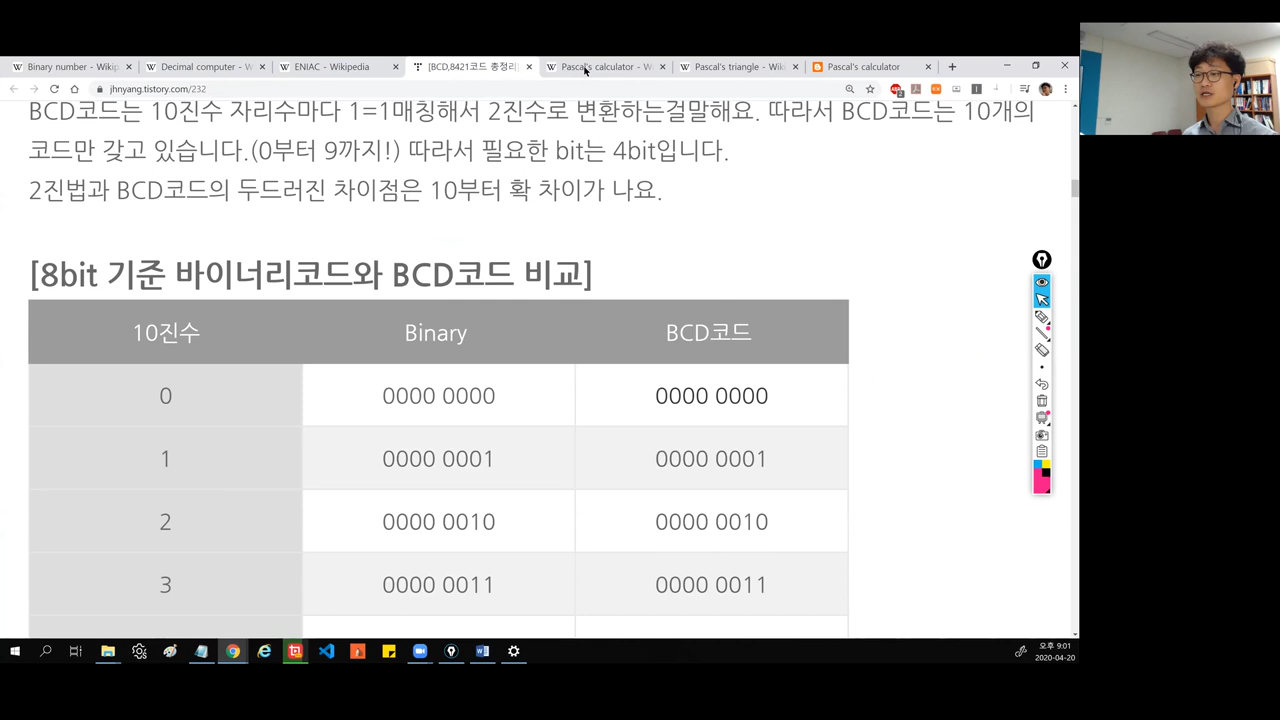 Binary number - Wikip
Decimal computer - W
ENIAC - Wikipedia
[BCD,8421코드 총정리]
Pascal's calculator - W
Pascal's triangle - Wiki
Pascal's calculator
jhnyang.tistory.com/232
BCD코드는 10진수 자리수마다 1=1매칭해서 2진수로 변환하는걸말해요. 따라서 BCD코드는 10개의
코드만 갖고 있습니다.(0부터 9까지!) 따라서 필요한 bit는 4bit입니다.
2진법과 BCD코드의 두드러진 차이점은 10부터 확 차이가 나요.
[8bit 기준 바이너리코드와 BCD코드 비교]
10진수 Binary BCD코드
0 0000 0000 0000 0000
1 0000 0001 0000 0001
2 0000 0010 0000 0010
3 0000 0011 0000 0011
오후 9:01
2020-04-20